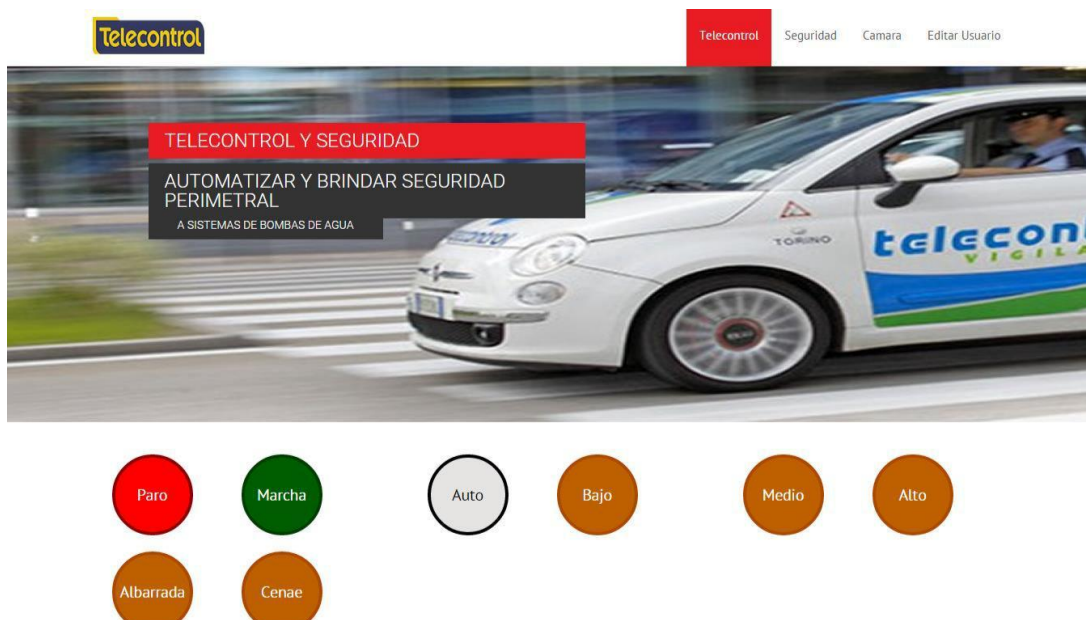 Telecontrol
Telecontrol Seguridad Camara Editar Usuario
TELECONTROL Y SEGURIDAD
AUTOMATIZAR Y BRINDAR SEGURIDAD
PERIMETRAL
A SISTEMAS DE BOMBAS DE AGUA
TORINO
telecon
VIGILA
Paro Marcha Auto Bajo Medio Alto
Albarrada Cenae